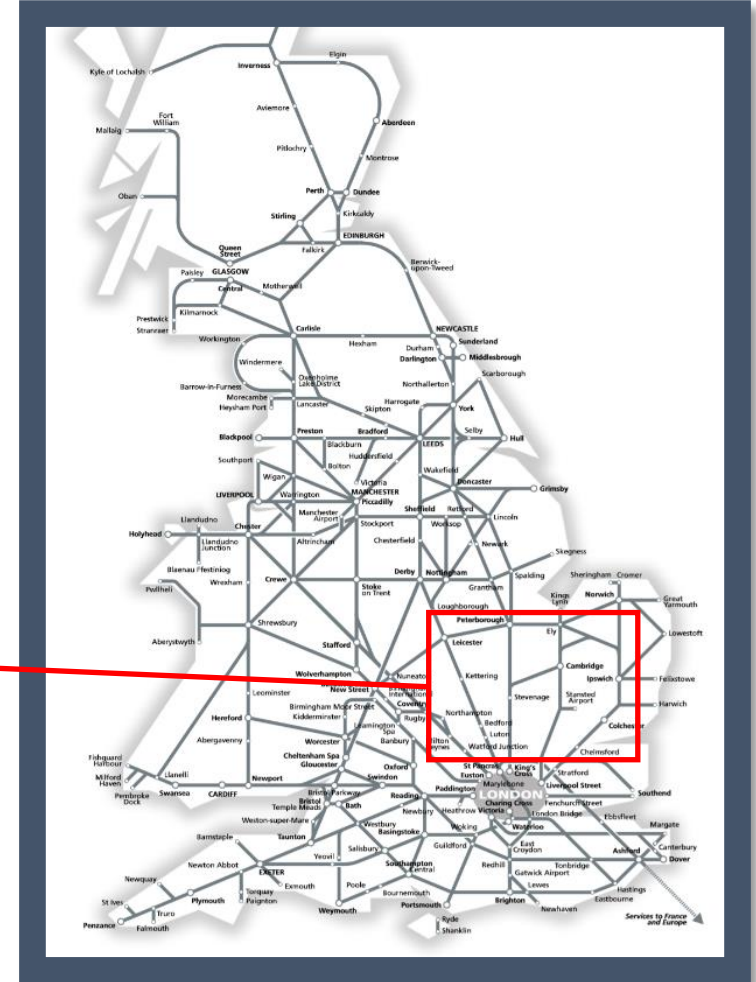 Elgin
Inverness
Kyle of Lochalsh
Aviemore
Fort
William
Mallaig
Aberdeen
Pitlochry
Montrose
Perth
Dundee
Oban
Stirling
Kirkcaldy
EDINBURGH
Queen
Street
Falkirk
Berwick-
upon-Tweed
Paisley
GLASGOW
Central
Motherwell
Prestwick
Kilmarnock
Stranraer
Carlisle
NEWCASTLE
Workington
Hexham
Sunderland
Durham
Darlington
Middlesbrough
Windermere
Oxenholme
Lake District
Scarborough
Barrow-in-Furness
Northallerton
Morecambe
Heysham Port
Lancaster
Harrogate
York
Skipton
Blackpool
Preston
Bradford
Selby
Hull
Blackburn
LEEDS
Huddersfield
Southport
Bolton
Wakefield
Wigan
Victoria
MANCHESTER
Piccadilly
Doncaster
Grimsby
LIVERPOOL
Warrington
Manchester
Airport
Sheffield
Retford
Lincoln
Llandudno
Stockport
Worksop
Holyhead
Chester
Llandudno
Junction
Altrincham
Chesterfield
Newark
Skegness
Blaenau Ffestiniog
Derby
Nottingham
Pwllheli
Wrexham
Crewe
Stoke
on Trent
Grantham
Spalding
Sheringham
Cromer
Kings
Lynn
Norwich
Great
Yarmouth
Loughborough
Peterborough
Shrewsbury
Ely
Lowestoft
Aberystwyth
Stafford
Leicester
Cambridge
Wolverhampton
Nuneaton
Kettering
Ipswich
Felixstowe
New Street
International
Stansted
Airport
Leominster
Stevenage
Birmingham Moor Street
Coventry
Northampton
Harwich
Hereford
Kidderminster
Rugby
Bedford
Colchester
Leamington
Spa
Abergavenny
Worcester
Banbury
Milton
Keynes
Luton
Watford Junction
Chelmsford
Fishguard
Harbour
Cheltenham Spa
Gloucester
Oxford
St Pancras
Euston
King's
Cross
Stratford
Milford
Haven
Llanelli
Newport
Swindon
Marylebone
Paddington
Liverpool Street
Pembroke
Dock
Swansea
CARDIFF
Bristol Parkway
Reading
LONDON
Southend
Bristol
Temple Meads
Bath
Newbury
Heathrow
Victoria
Charing Cross
Fenchurch Street
London Bridge
Ebbsfleet
Weston-super-Mare
Westbury
Woking
Waterloo
Margate
Barnstaple
Taunton
Basingstoke
Guildford
East
Croydon
Canterbury
Salisbury
Yeovil
Ashford
Dover
Newton Abbot
Southampton
Central
Redhill
Tonbridge
EXETER
Gatwick Airport
Newquay
Exmouth
Poole
Lewes
Hastings
St Ives
Torquay
Bournemouth
Eastbourne
Plymouth
Paignton
Portsmouth
Brighton
Newhaven
Truro
Weymouth
Penzance
Falmouth
Ryde
Shanklin
Services to France
and Europe